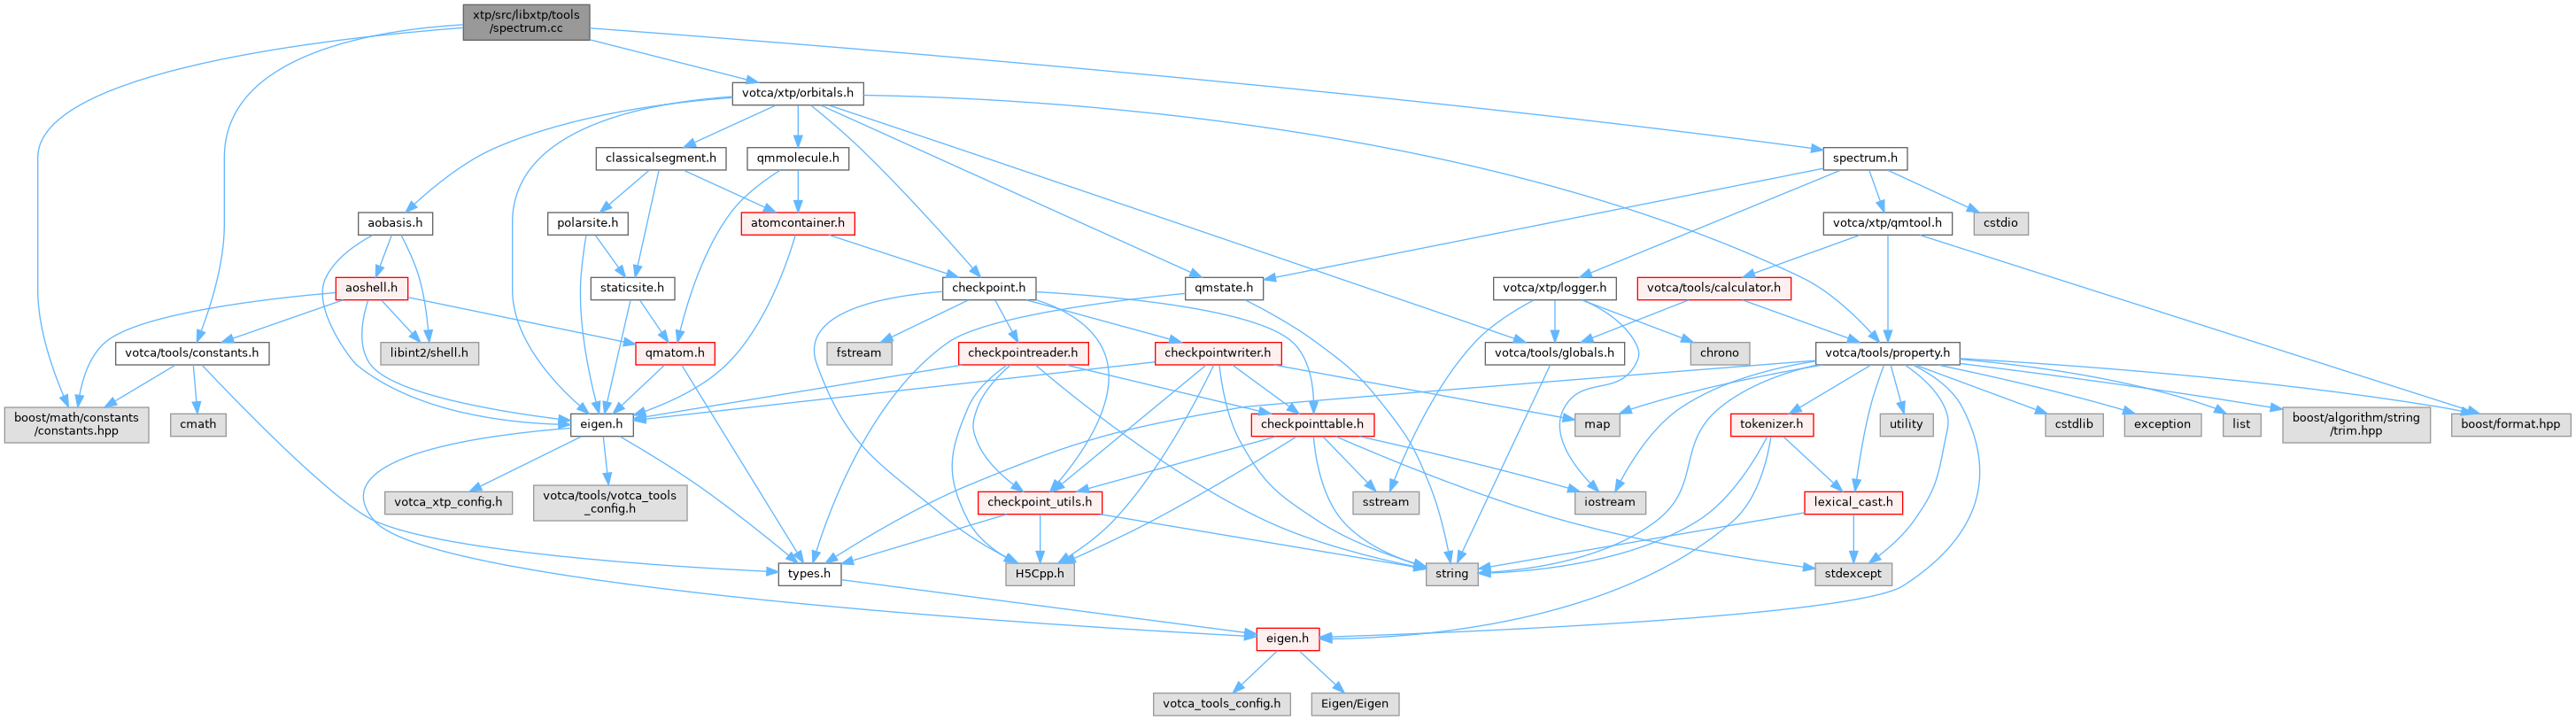 xtp/src/libxtp/tools
/spectrum.cc
votca/xtp/orbitals.h
classicalsegment.h
qmmolecule.h
spectrum.h
aobasis.h
polarsite.h
atomcontainer.h
votca/xtp/qmtool.h
cstdio
aoshell.h
staticsite.h
checkpoint.h
qmstate.h
votca/xtp/logger.h
votca/tools/calculator.h
votca/tools/constants.h
libint2/shell.h
qmatom.h
fstream
checkpointreader.h
checkpointwriter.h
votca/tools/globals.h
chrono
votca/tools/property.h
boost/math/constants
/constants.hpp
cmath
eigen.h
checkpointtable.h
map
tokenizer.h
utility
cstdlib
exception
list
boost/algorithm/string
/trim.hpp
boost/format.hpp
votca_xtp_config.h
votca/tools/votca_tools
_config.h
checkpoint_utils.h
sstream
iostream
lexical_cast.h
types.h
H5Cpp.h
string
stdexcept
eigen.h
votca_tools_config.h
Eigen/Eigen